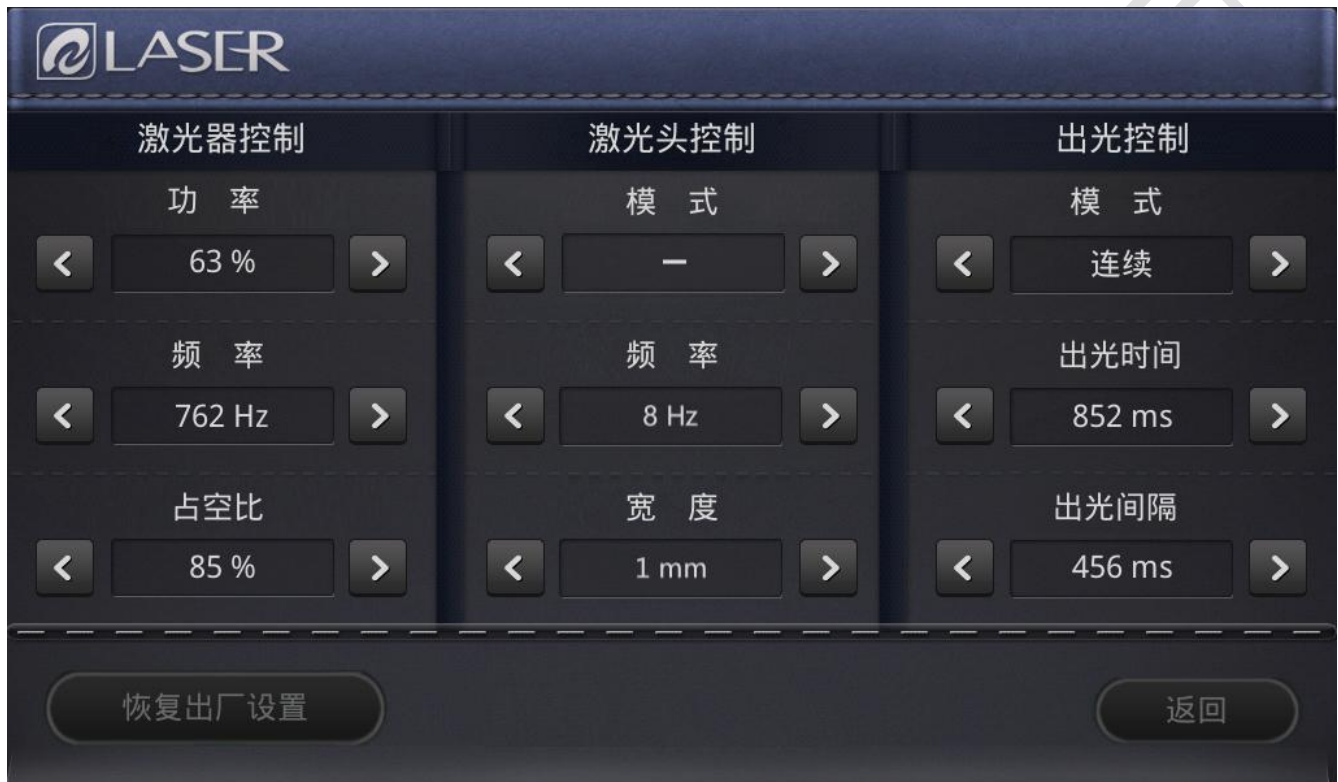 LASER
激光器控制
激光头控制
出光控制
功 率
模 式
模 式
63 %
—
连续
频 率
频 率
出光时间
762 Hz
8 Hz
852 ms
占空比
宽 度
出光间隔
85 %
1 mm
456 ms
恢复出厂设置
返回